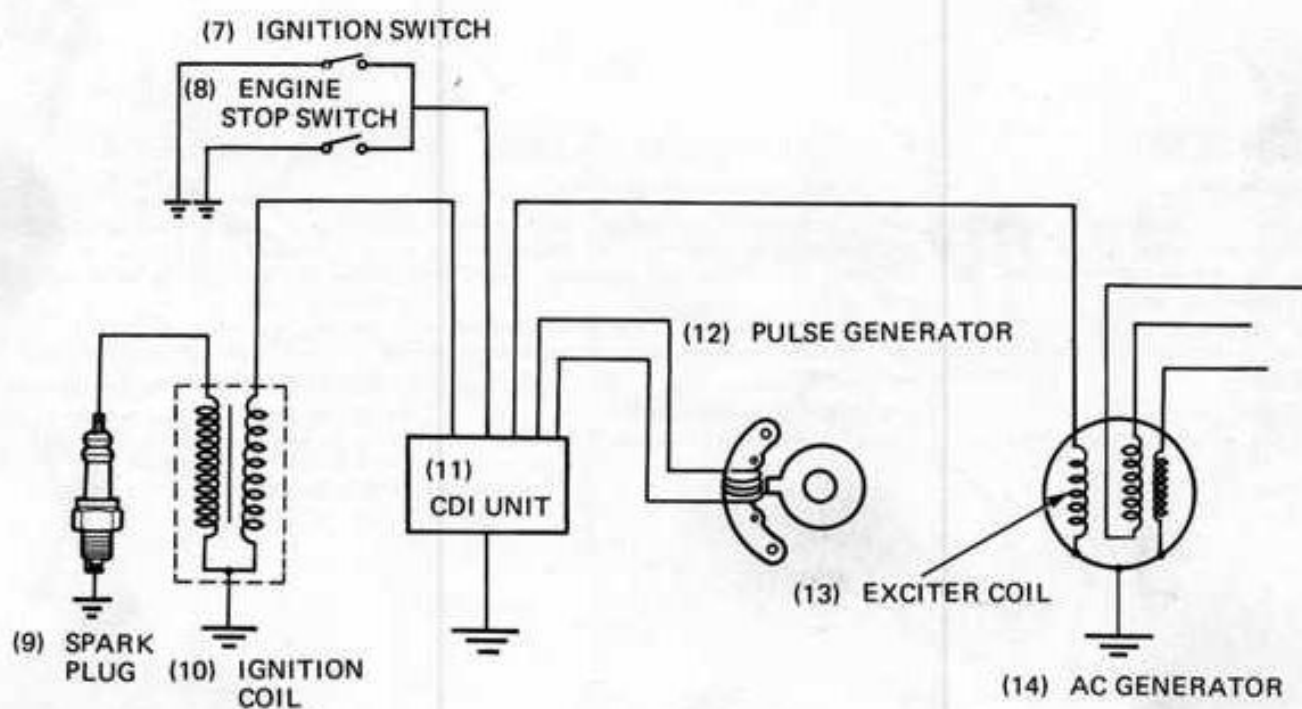 (7) IGNITION SWITCH
(8) ENGINE
STOP SWITCH
(12) PULSE GENERATOR
(11)
CDI UNIT
(13) EXCITER COIL
(9) SPARK
PLUG
(10) IGNITION
COIL
(14) AC GENERATOR